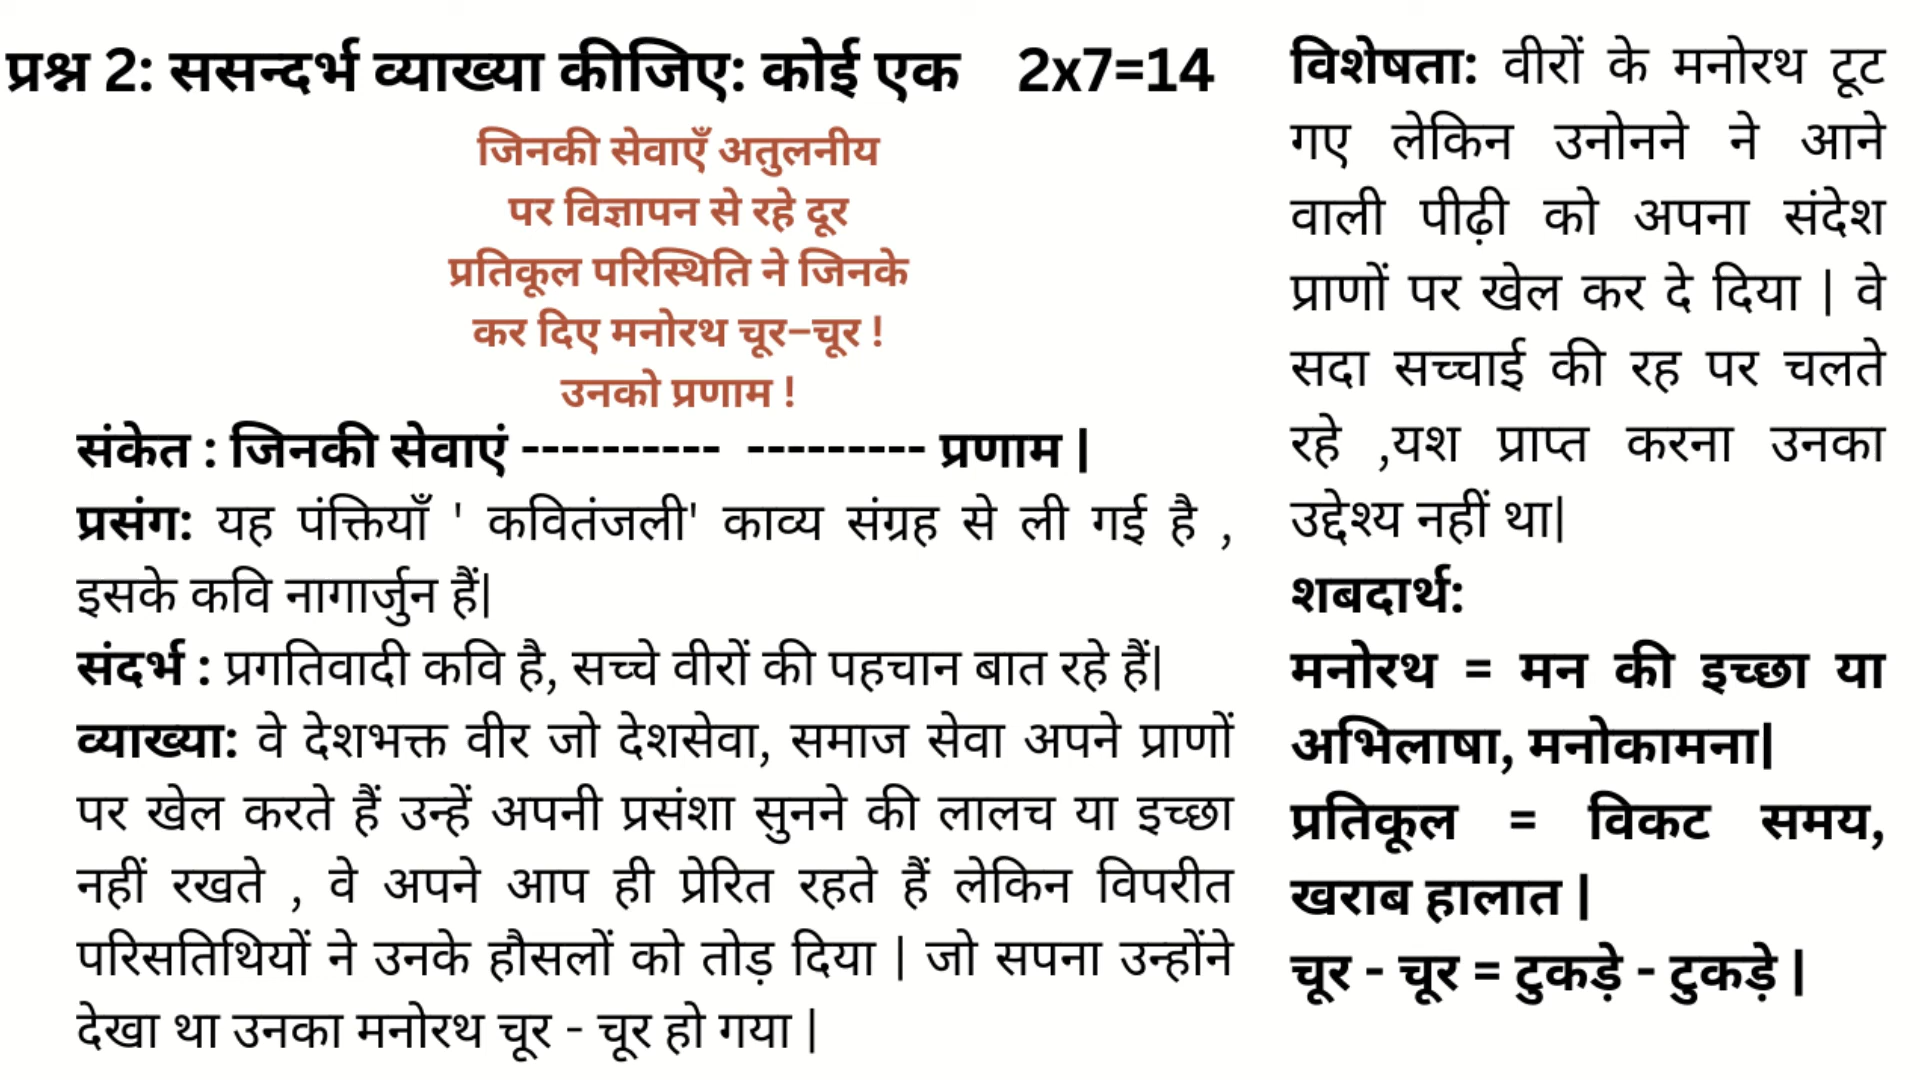 प्रश्न 2: ससन्दर्भ व्याख्या कीजिए: कोई एक 2x7=14
जिनकी सेवाएँ अतुलनीय
पर विज्ञापन से रहे दूर
प्रतिकूल परिस्थिति ने जिनके
कर दिए मनोरथ चूर–चूर !
उनको प्रणाम !
संकेत : जिनकी सेवाएं ---------- --------- प्रणाम |
प्रसंग: यह पंक्तियाँ ' कवितंजली' काव्य संग्रह से ली गई है ,
इसके कवि नागार्जुन हैं|
संदर्भ : प्रगतिवादी कवि है, सच्चे वीरों की पहचान बात रहे हैं|
व्याख्या: वे देशभक्त वीर जो देशसेवा, समाज सेवा अपने प्राणों
पर खेल करते हैं उन्हें अपनी प्रसंशा सुनने की लालच या इच्छा
नहीं रखते , वे अपने आप ही प्रेरित रहते हैं लेकिन विपरीत
परिसतिथियों ने उनके हौसलों को तोड़ दिया | जो सपना उन्होंने
देखा था उनका मनोरथ चूर - चूर हो गया |
विशेषता: वीरों के मनोरथ टूट
गए लेकिन उनोनने ने आने
वाली पीढ़ी को अपना संदेश
प्राणों पर खेल कर दे दिया | वे
सदा सच्चाई की रह पर चलते
रहे ,यश प्राप्त करना उनका
उद्देश्य नहीं था|
शबदार्थ:
मनोरथ = मन की इच्छा या
अभिलाषा, मनोकामना|
प्रतिकूल = विकट समय,
खराब हालात |
चूर - चूर = टुकड़े - टुकड़े |